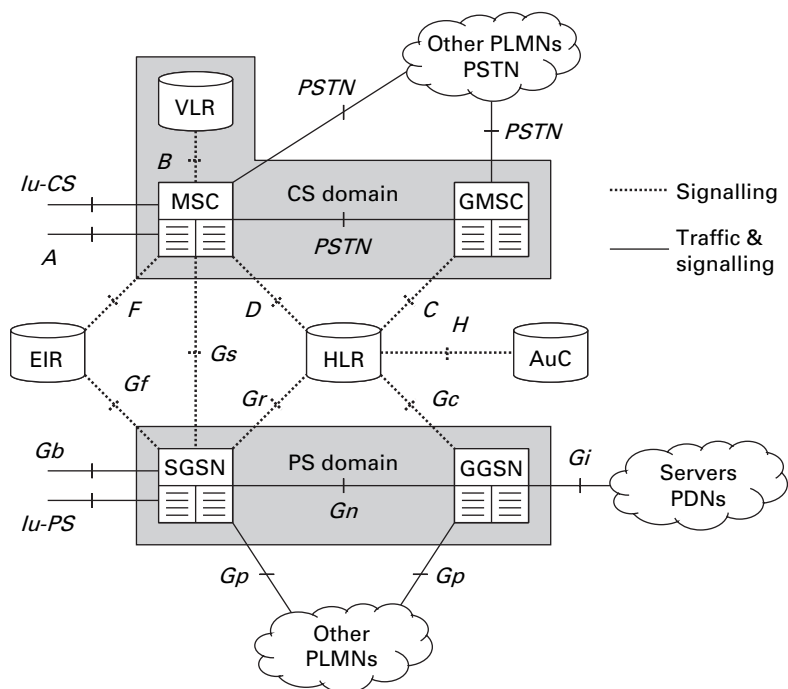 Other PLMNs
PSTN
PSTN
VLR
PSTN
B
Iu-CS
MSC
CS domain
GMSC
Signalling
A
PSTN
Traffic &
signalling
F
D
C
H
EIR
Gs
HLR
AuC
Gf
Gr
Gc
Gb
SGSN
PS domain
GGSN
Gi
Servers
PDNs
Iu-PS
Gn
Gp
Gp
Other
PLMNs